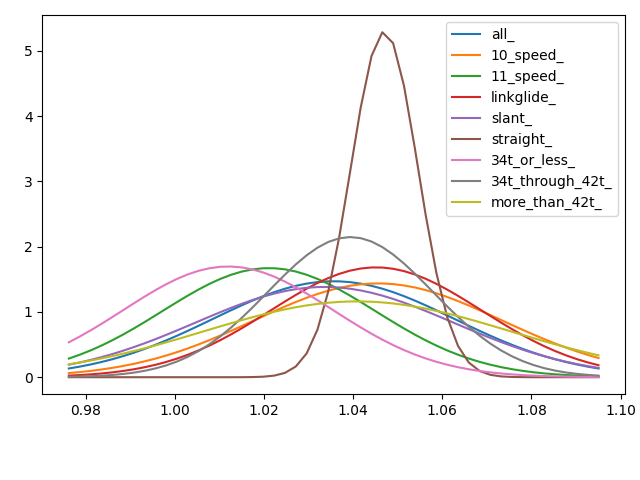 all_
10_speed_
11_speed_
linkglide_
slant_
straight_
34t_or_less_
34t_through_42t_
more_than_42t_
5
4
3
2
1
0
0.98 1.00 1.02 1.04 1.06 1.08 1.10